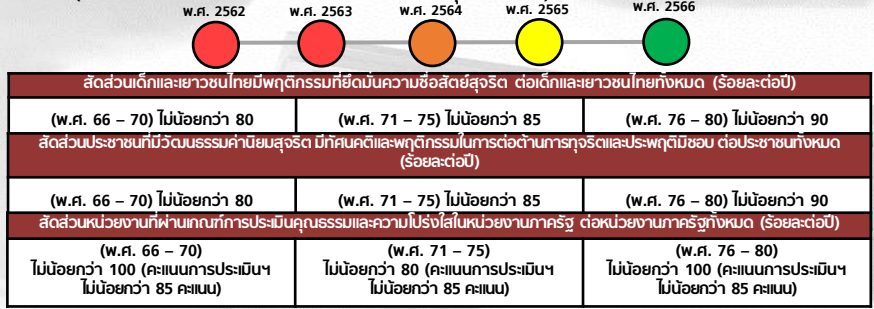 พ.ศ. 2562 พ.ศ. 2563 พ.ศ. 2564 พ.ศ. 2565 พ.ศ. 2566
สัดส่วนเด็กและเยาวชนไทยมีพฤติกรรมที่ยึดมั่นความซื่อสัตย์สุจริต ต่อเด็กและเยาวชนไทยทั้งหมด (ร้อยละต่อปี)
(พ.ศ. 66 – 70) ไม่น้อยกว่า 80 (พ.ศ. 71 – 75) ไม่น้อยกว่า 85 (พ.ศ. 76 – 80) ไม่น้อยกว่า 90
สัดส่วนประชาชนที่มีวัฒนธรรมค่านิยมสุจริต มีทัศนคติและพฤติกรรมในการต่อต้านการทุจริตและประพฤติมิชอบ ต่อประชาชนทั้งหมด
(ร้อยละต่อปี)
(พ.ศ. 66 – 70) ไม่น้อยกว่า 80 (พ.ศ. 71 – 75) ไม่น้อยกว่า 85 (พ.ศ. 76 – 80) ไม่น้อยกว่า 90
สัดส่วนหน่วยงานที่ผ่านเกณฑ์การประเมินคุณธรรมและความโปร่งใสในหน่วยงานภาครัฐ ต่อหน่วยงานภาครัฐทั้งหมด (ร้อยละต่อปี)
(พ.ศ. 66 – 70)
ไม่น้อยกว่า 100 (คะแนนการประเมินฯ
ไม่น้อยกว่า 85 คะแนน)
(พ.ศ. 71 – 75)
ไม่น้อยกว่า 80 (คะแนนการประเมินฯ
ไม่น้อยกว่า 85 คะแนน)
(พ.ศ. 76 – 80)
ไม่น้อยกว่า 100 (คะแนนการประเมินฯ
ไม่น้อยกว่า 85 คะแนน)